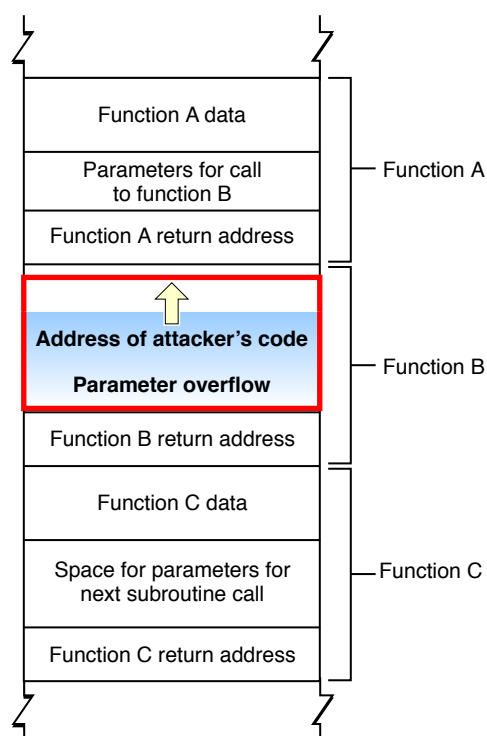 Function A data
Parameters for call
to function B
Function A return address
Function A
Address of attacker's code
Parameter overflow
Function B
Function B return address
Function C data
Space for parameters for
next subroutine call
Function C
Function C return address